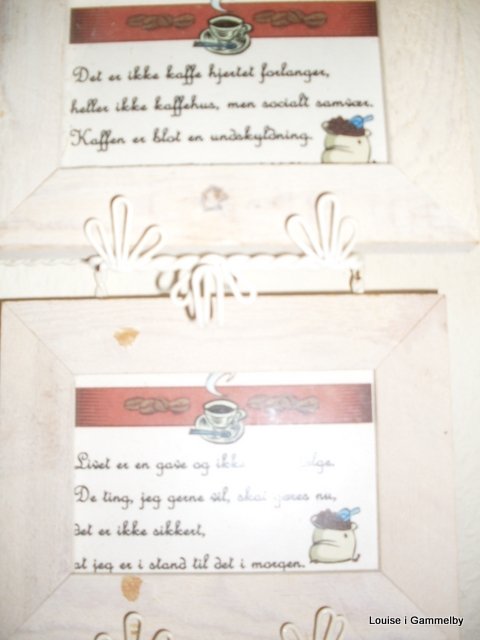 Det er ikke kaffe hjertet forlanger,
heller ikke kaffehus, men socialt samvær.
Kaffen er blot en undskyldning.
Livet er en gave og ikke
De ting, jeg gerne vil, skal gøres nu,
det er ikke sikkert,
at jeg er i stand til det i morgen.
Louise i Gammelby